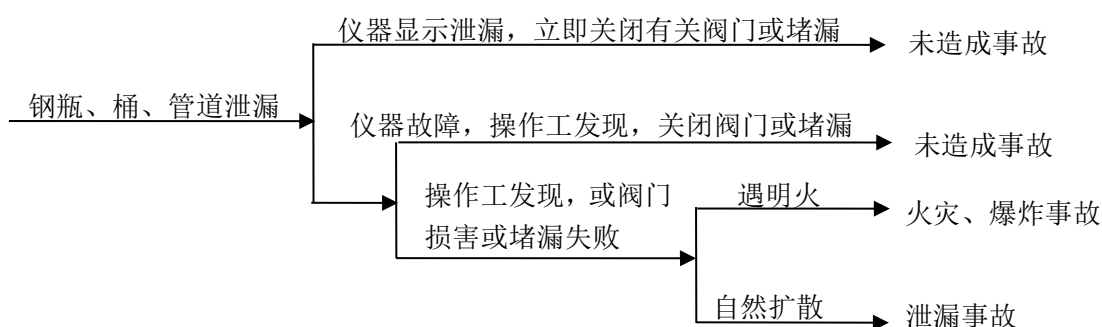 仪器显示泄漏，立即关闭有关阀门或堵漏
未造成事故
钢瓶、桶、管道泄漏
仪器故障，操作工发现，关闭阀门或堵漏
未造成事故
操作工发现，或阀门
损害或堵漏失败
遇明火
火灾、爆炸事故
自然扩散
泄漏事故